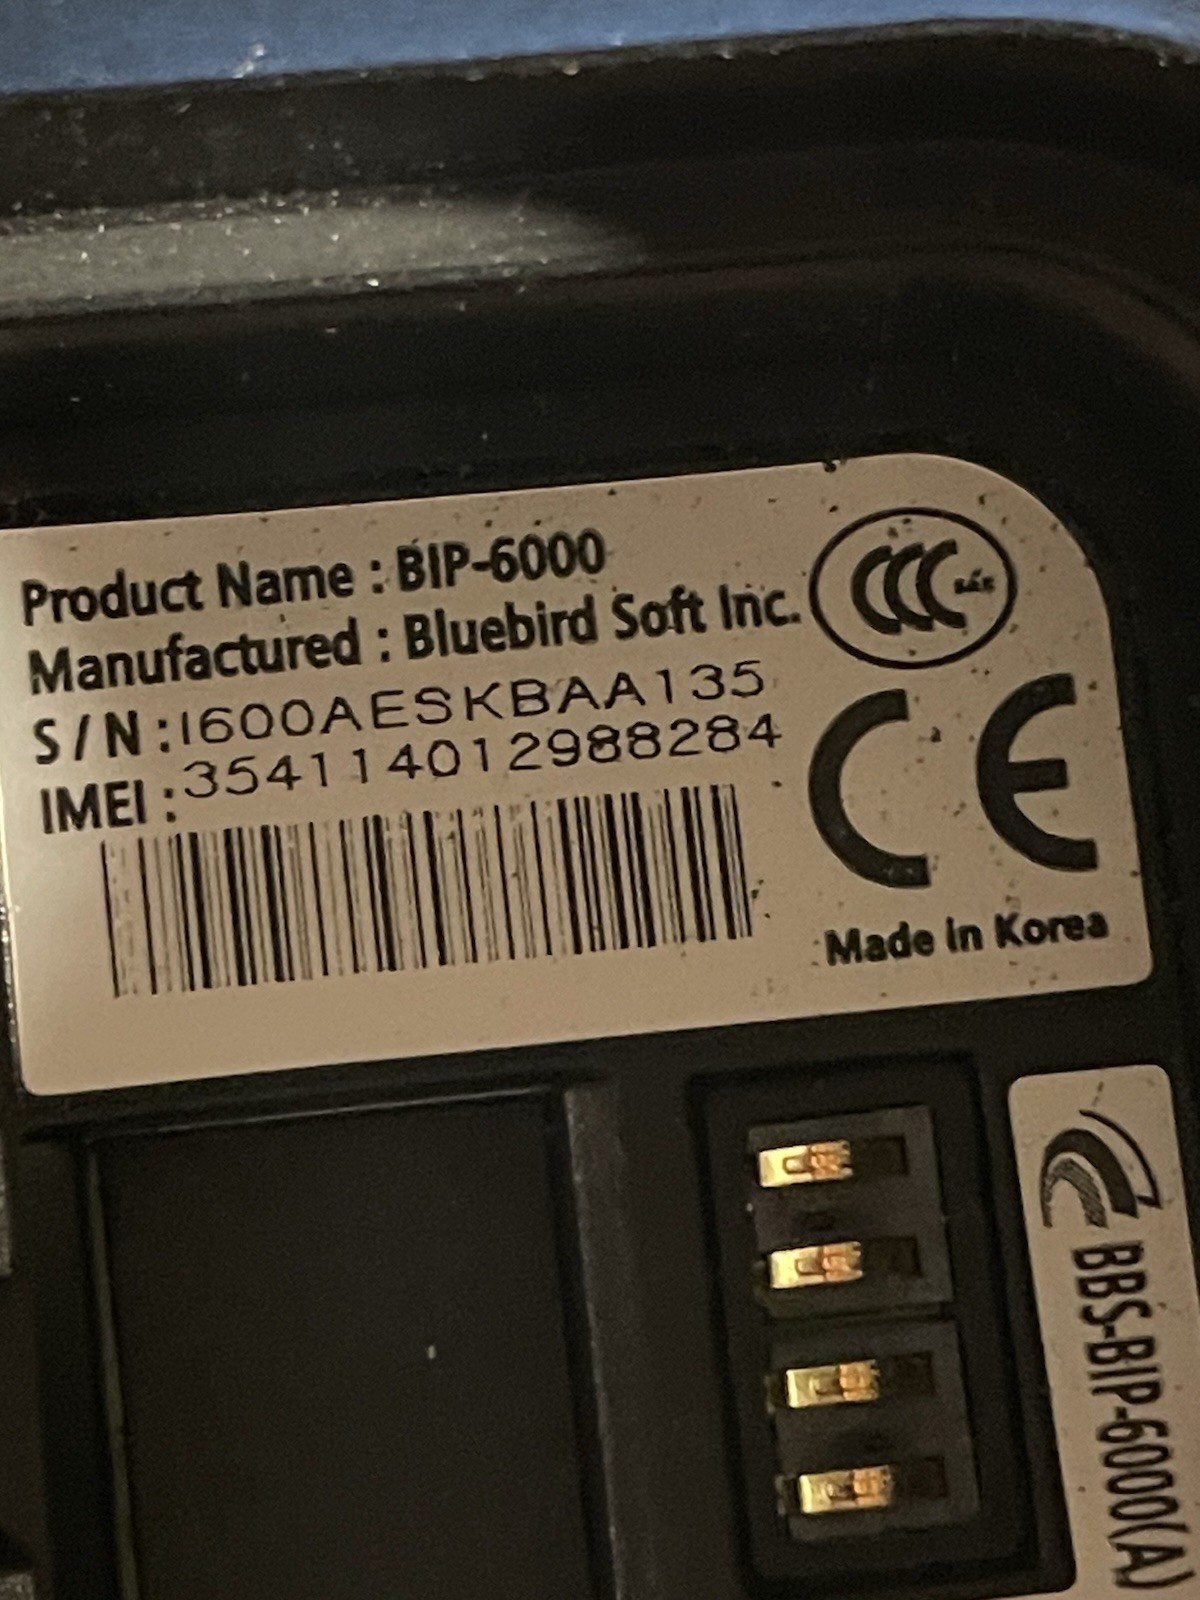 Product Name : BIP-6000
Manufactured : Bluebird Soft Inc.
S/N :I600AESKBAA135
IMEI :354114012988284
CCC
CE
Made in Korea
BBS-BIP-6000(A)